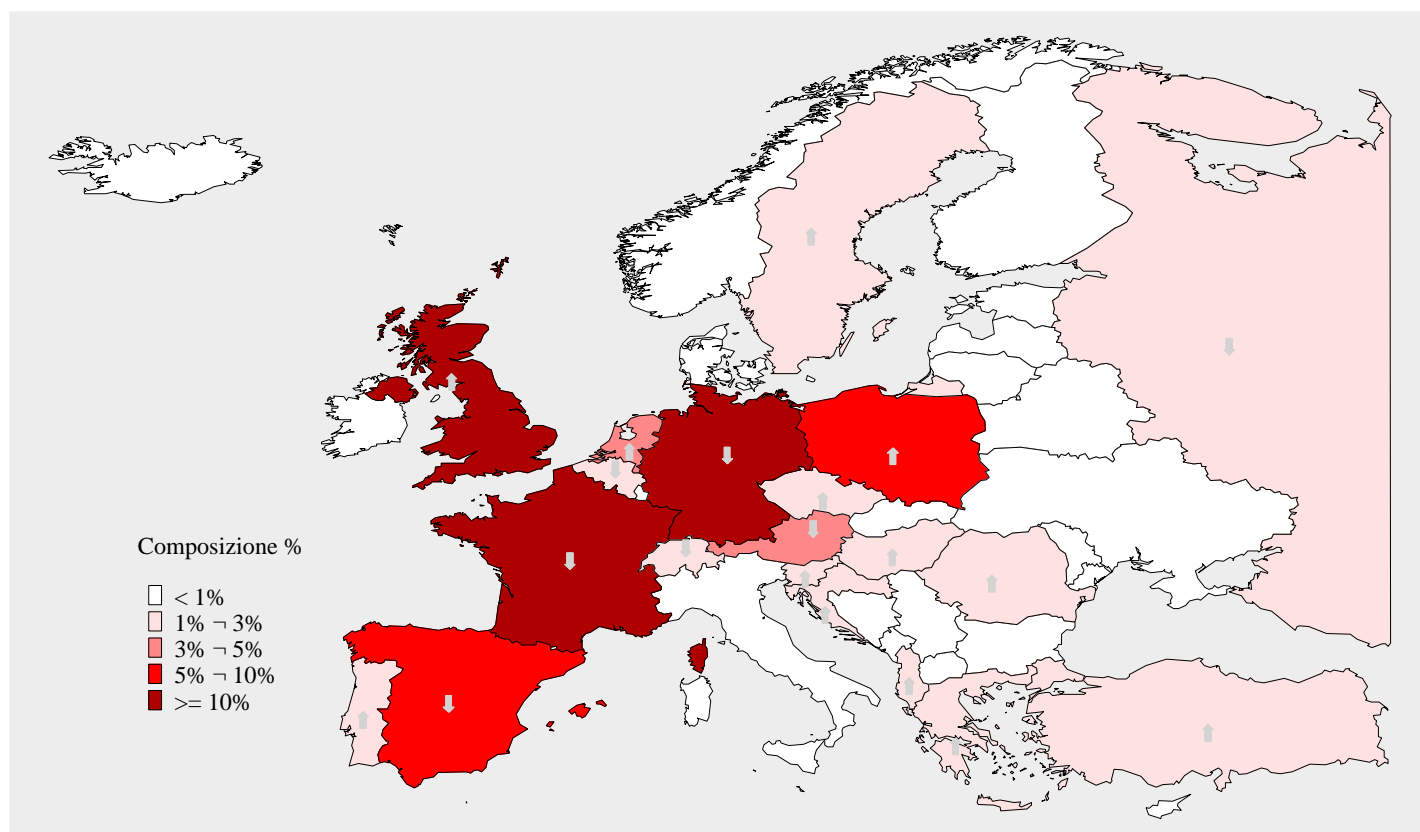 Composizione %
< 1%
1% ¬ 3%
3% ¬ 5%
5% ¬ 10%
>= 10%